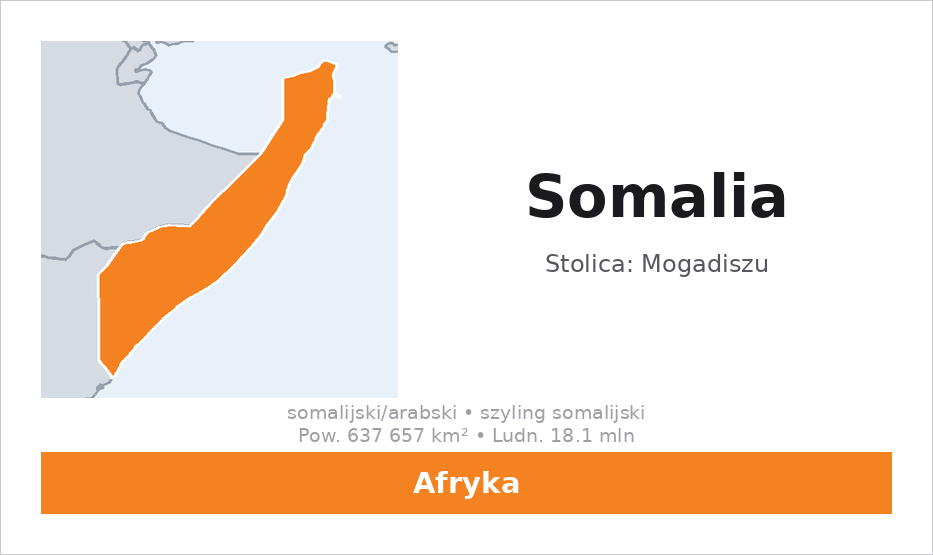 Somalia
Stolica: Mogadiszu
somalijski/arabski • szyling somalijski
Pow. 637 657 km² • Ludn. 18.1 mln
Afryka